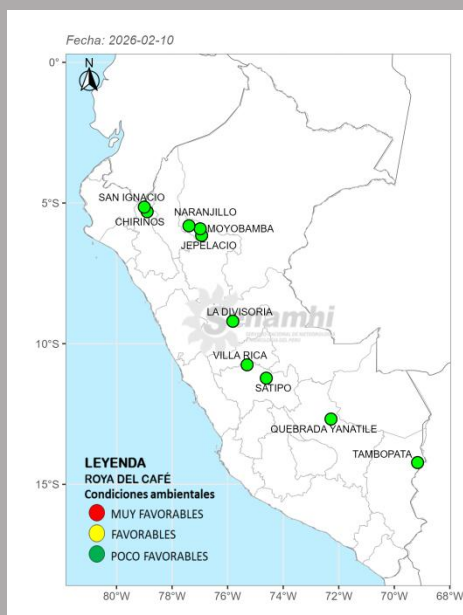 Fecha: 2026-02-10
N
0°
SAN IGNACIO
5°S
NARANJILLO
CHIRINOS
MOYOBAMBA
JEPELACIO
LA DIVISORIA
Senamhi
10°S
VILLA RICA
SATIPO
QUEBRADA YANATILE
TAMBOPATA
LEYENDA
ROYA DEL CAFÉ
Condiciones ambientales
15°S
MUY FAVORABLES
FAVORABLES
POCO FAVORABLES
80°W 78°W 76°W 74°W 72°W 70°W 68°W